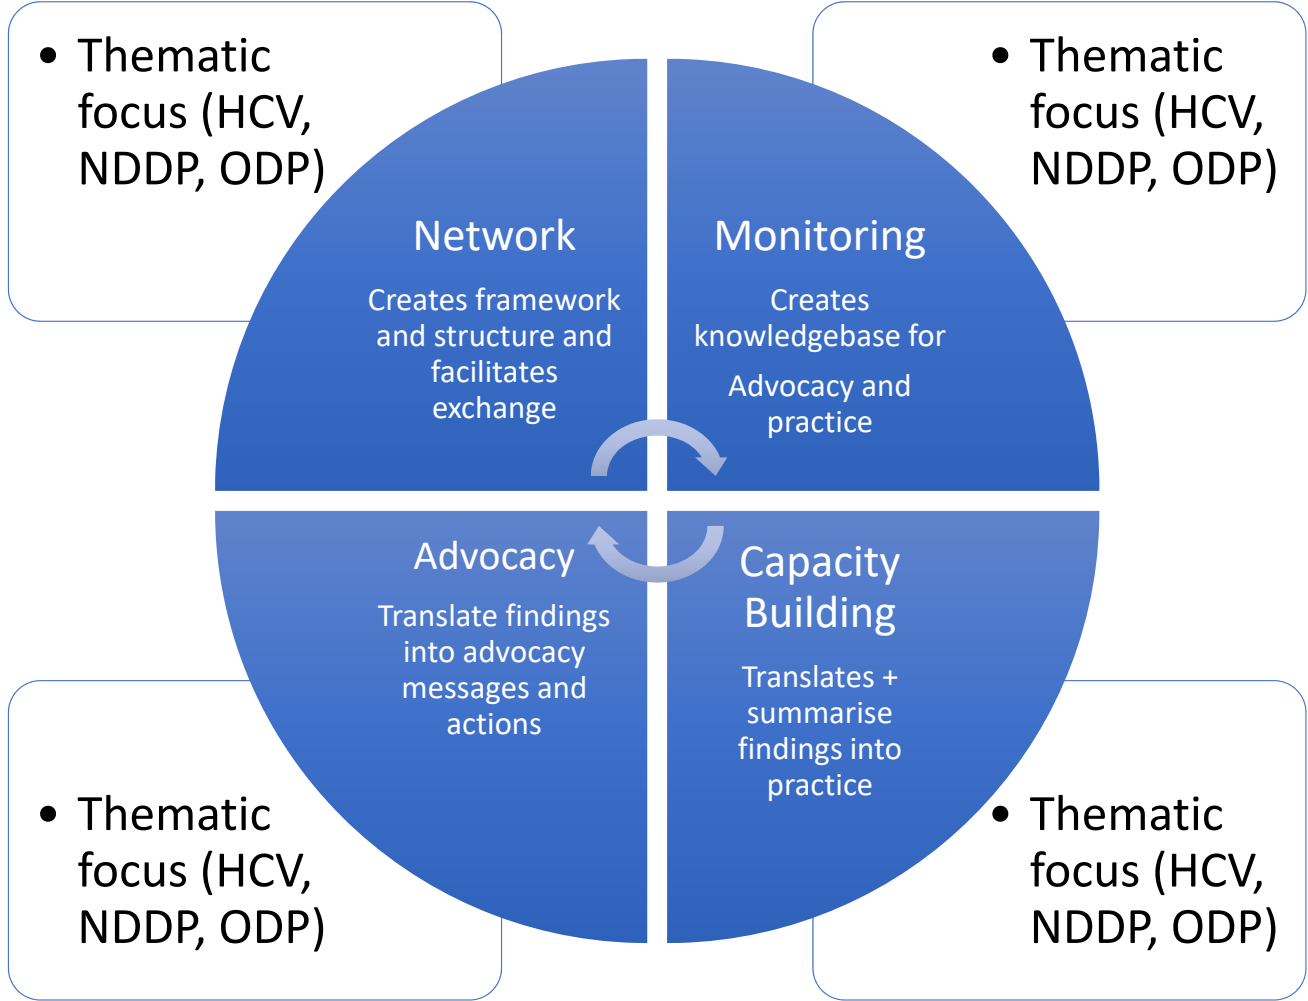 • Thematic
focus (HCV,
NDDP, ODP)
• Thematic
focus (HCV,
NDDP, ODP)
Network
Creates framework
and structure and
facilitates
exchange
Monitoring
Creates
knowledgebase for
Advocacy and
practice
Advocacy
Translate findings
into advocacy
messages and
actions
Capacity
Building
Translates +
summarise
findings into
practice
• Thematic
focus (HCV,
NDDP, ODP)
• Thematic
focus (HCV,
NDDP, ODP)